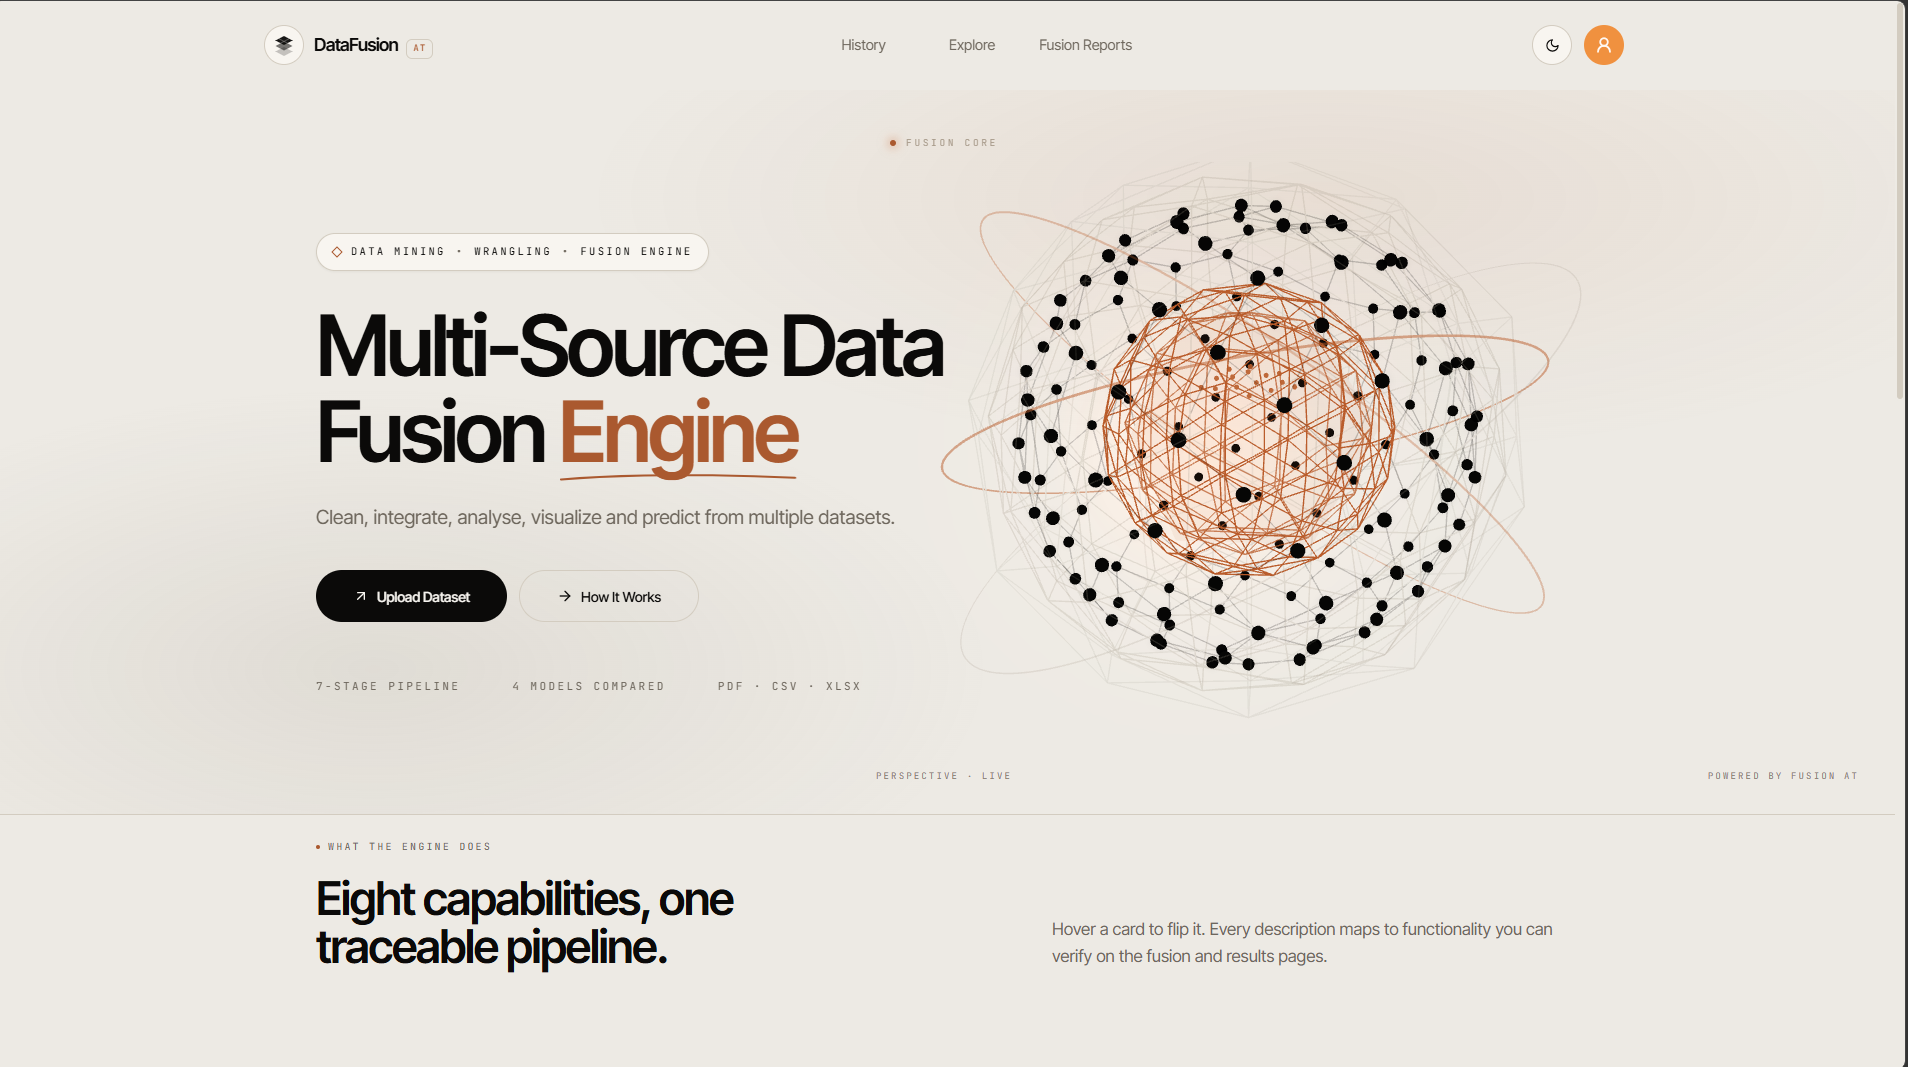 DataFusion AT
History Explore Fusion Reports
FUSION CORE
DATA MINING · WRANGLING · FUSION ENGINE
Multi-Source Data
Fusion Engine
Clean, integrate, analyse, visualize and predict from multiple datasets.
Upload Dataset How It Works
7-STAGE PIPELINE 4 MODELS COMPARED PDF · CSV · XLSX
PERSPECTIVE · LIVE POWERED BY FUSION AT
WHAT THE ENGINE DOES
Eight capabilities, one
traceable pipeline.
Hover a card to flip it. Every description maps to functionality you can
verify on the fusion and results pages.